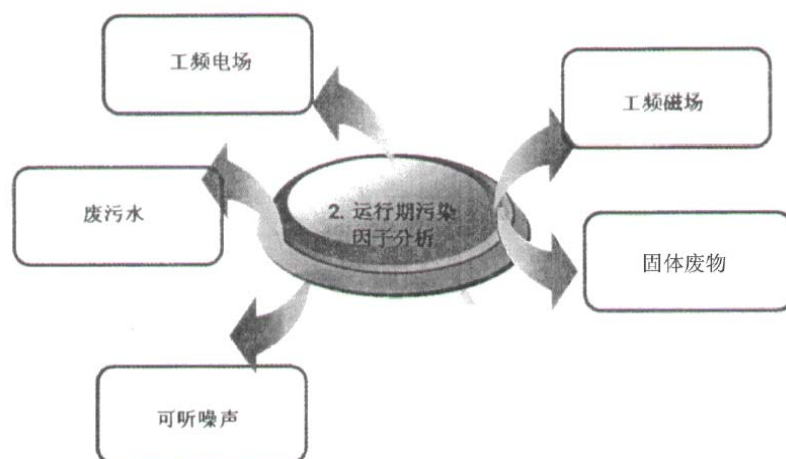 工频电场
工频磁场
废污水
2. 运行期污染
因子分析
固体废物
可听噪声